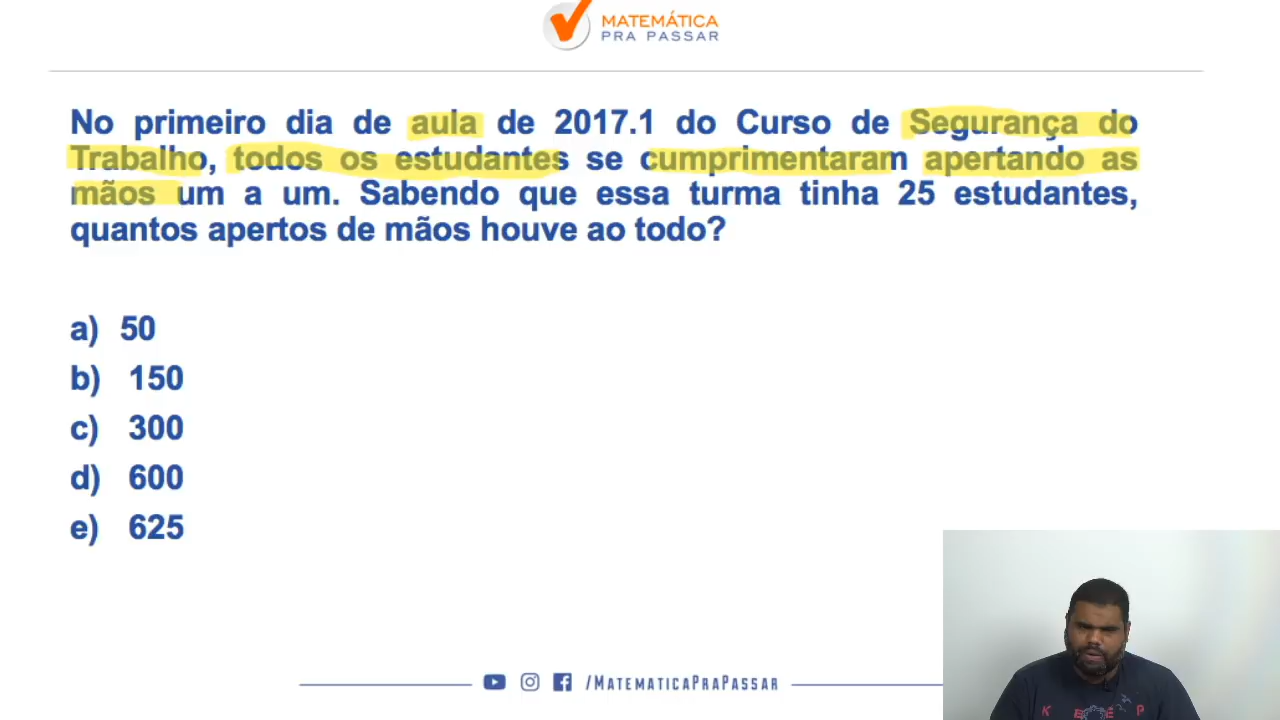 MATEMÁTICA
PRA PASSAR
No primeiro dia de aula de 2017.1 do Curso de Segurança do
Trabalho, todos os estudantes se cumprimentaram apertando as
mãos um a um. Sabendo que essa turma tinha 25 estudantes,
quantos apertos de mãos houve ao todo?
a) 50
b) 150
c) 300
d) 600
e) 625
/MATEMATICAPRAPASSAR